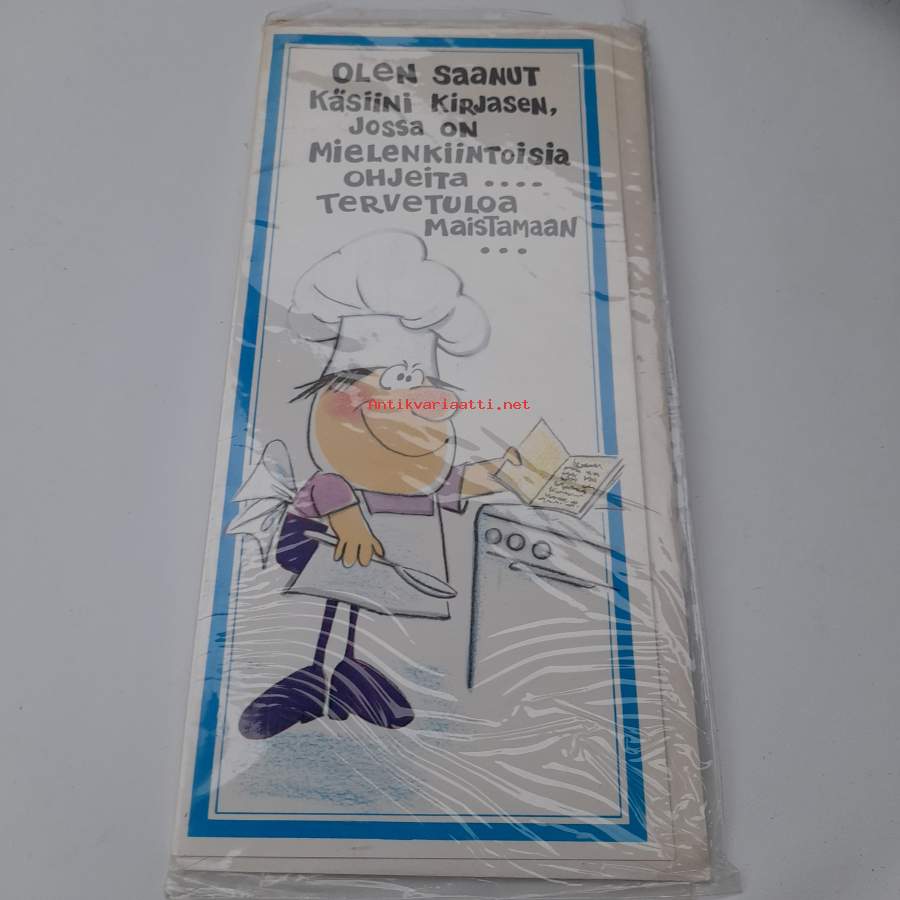 OLEN SAANUT
KÄSIINI KIRJASEN,
JOSSA ON
MIELENKIINTOISIA
OHJEITA ....
TERVETULOA
MAISTAMAAN
...
Antikvariaatti.net